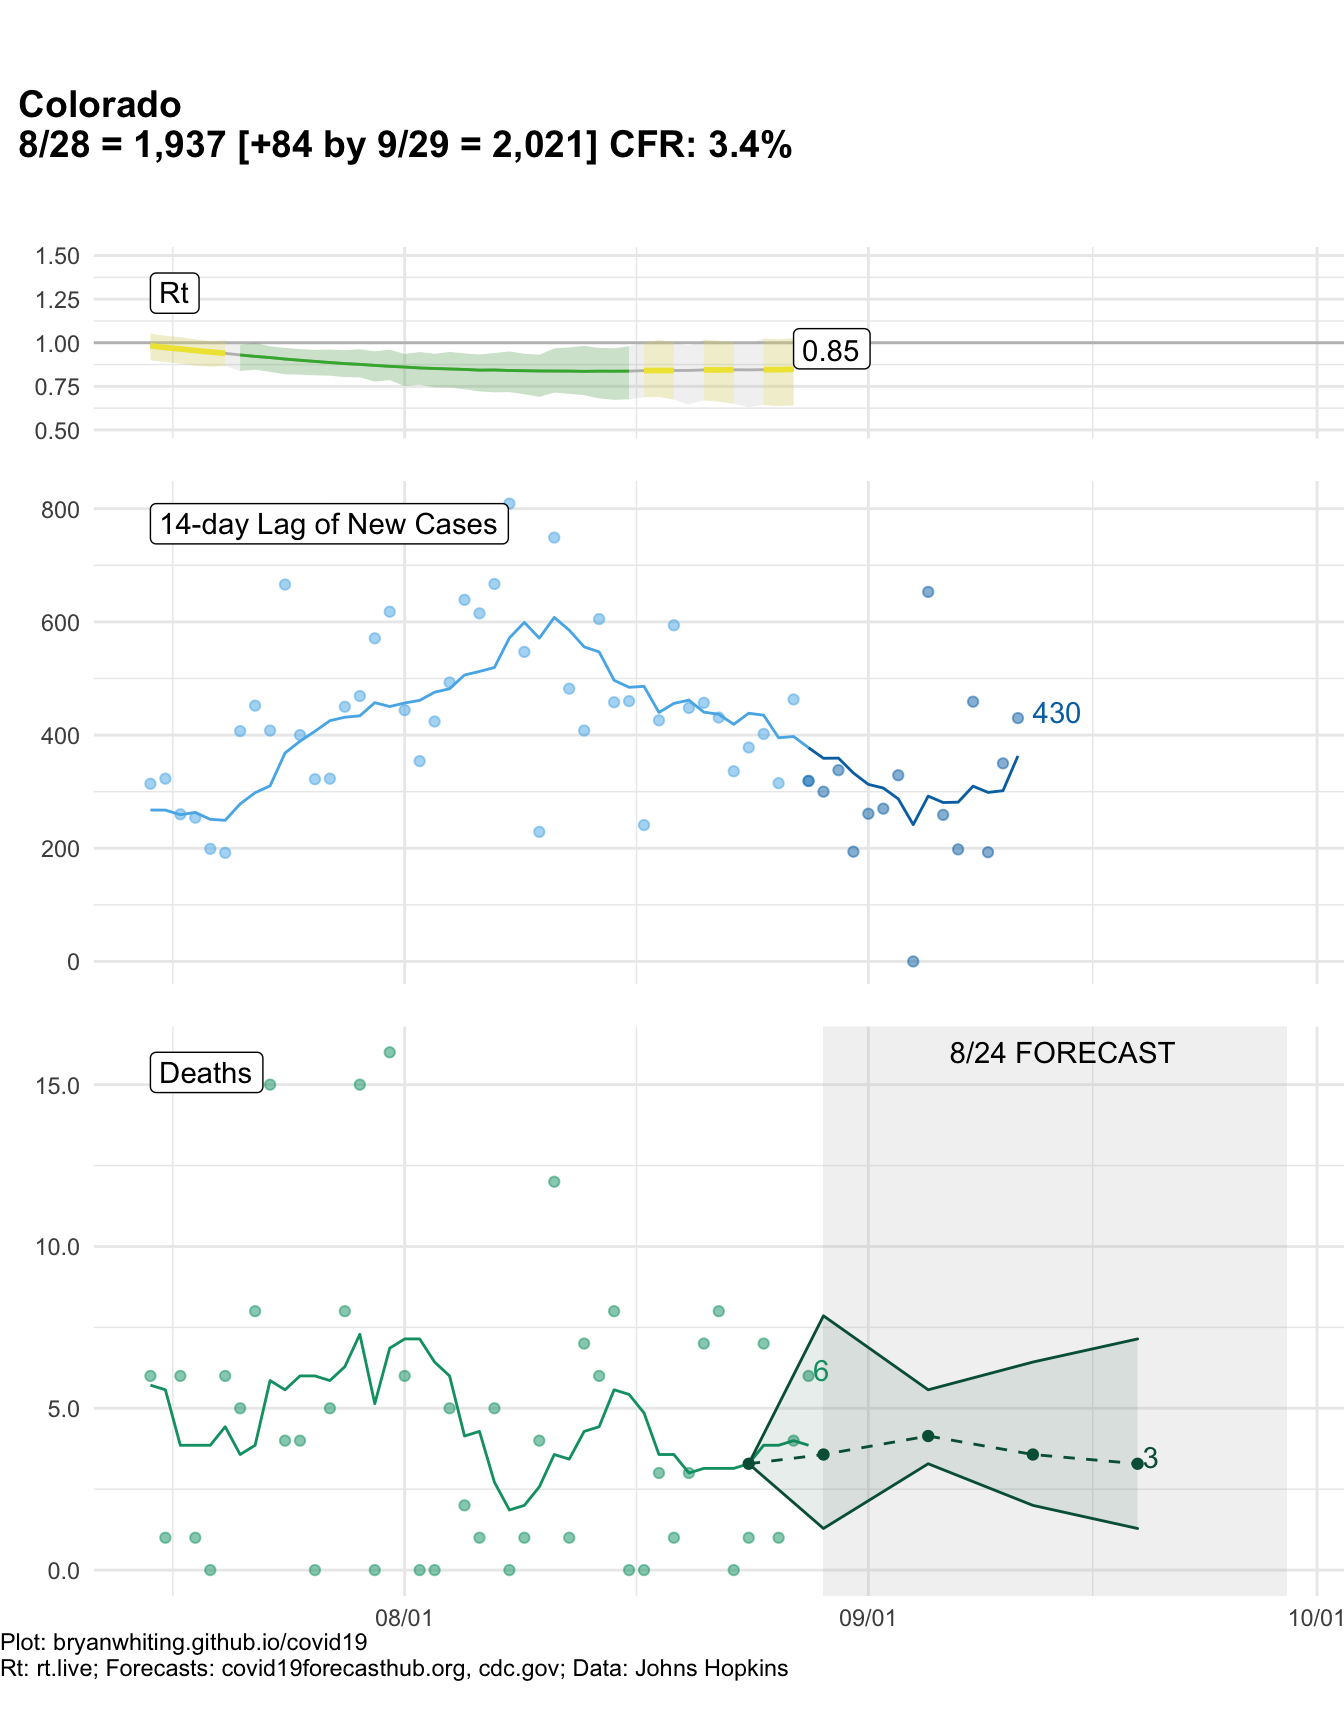 Colorado
8/28 = 1,937 [+84 by 9/29 = 2,021] CFR: 3.4%
1.50
1.25
1.00
0.75
0.50
Rt
0.85
800
600
400
200
0
14-day Lag of New Cases
430
15.0
10.0
5.0
0.0
Deaths
8/24 FORECAST
6
3
08/01
09/01
10/01
Plot: bryanwhiting.github.io/covid19
Rt: rt.live; Forecasts: covid19forecasthub.org, cdc.gov; Data: Johns Hopkins